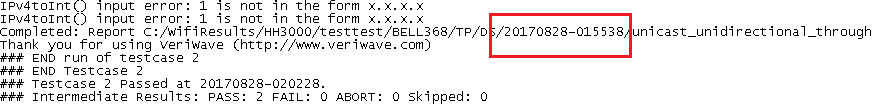 IPv4toInt() input error: 1 is not in the form x.x.x.x
IPv4toInt() input error: 1 is not in the form x.x.x.x
Completed: Report C:/WifiResults/HH3000/testtest/BELL368/TP/DS/20170828-015538/unicast_unidirectional_through
Thank you for using VeriWave (http://www.veriwave.com)
### END run of testcase 2
### END Testcase 2
### Testcase 2 Passed at 20170828-020228.
### Intermediate Results: PASS: 2 FAIL: 0 ABORT: 0 Skipped: 0